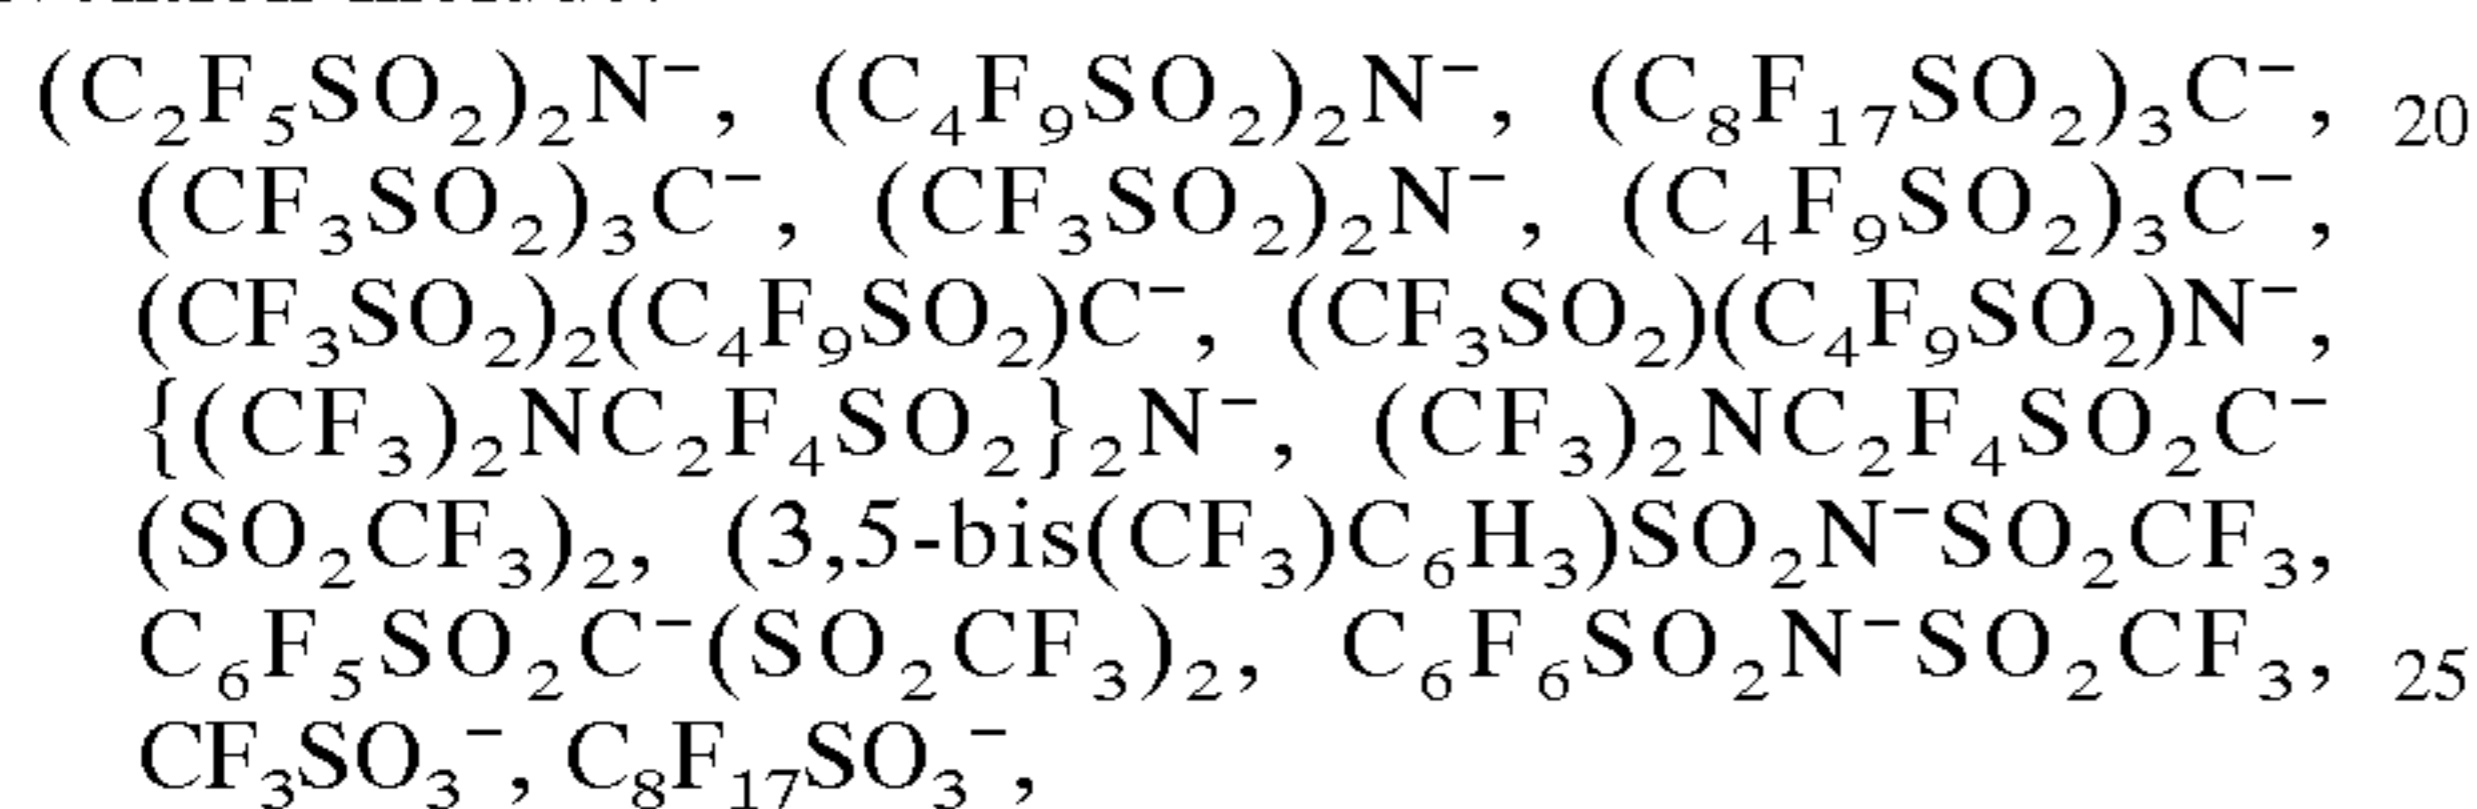 (C₂F₅SO₂)₂N⁻, (C₄F₉SO₂)₂N⁻, (C₈F₁₇SO₂)₃C⁻, 20
(CF₃SO₂)₃C⁻, (CF₃SO₂)₂N⁻, (C₄F₉SO₂)₃C⁻,
(CF₃SO₂)₂(C₄F₉SO₂)C⁻, (CF₃SO₂)(C₄F₉SO₂)N⁻,
{(CF₃)₂NC₂F₄SO₂}₂N⁻, (CF₃)₂NC₂F₄SO₂C⁻
(SO₂CF₃)₂, (3,5-bis(CF₃)C₆H₃)SO₂N⁻SO₂CF₃,
C₆F₅SO₂C⁻(SO₂CF₃)₂, C₆F₆SO₂N⁻SO₂CF₃, 25
CF₃SO₃⁻, C₈F₁₇SO₃⁻,